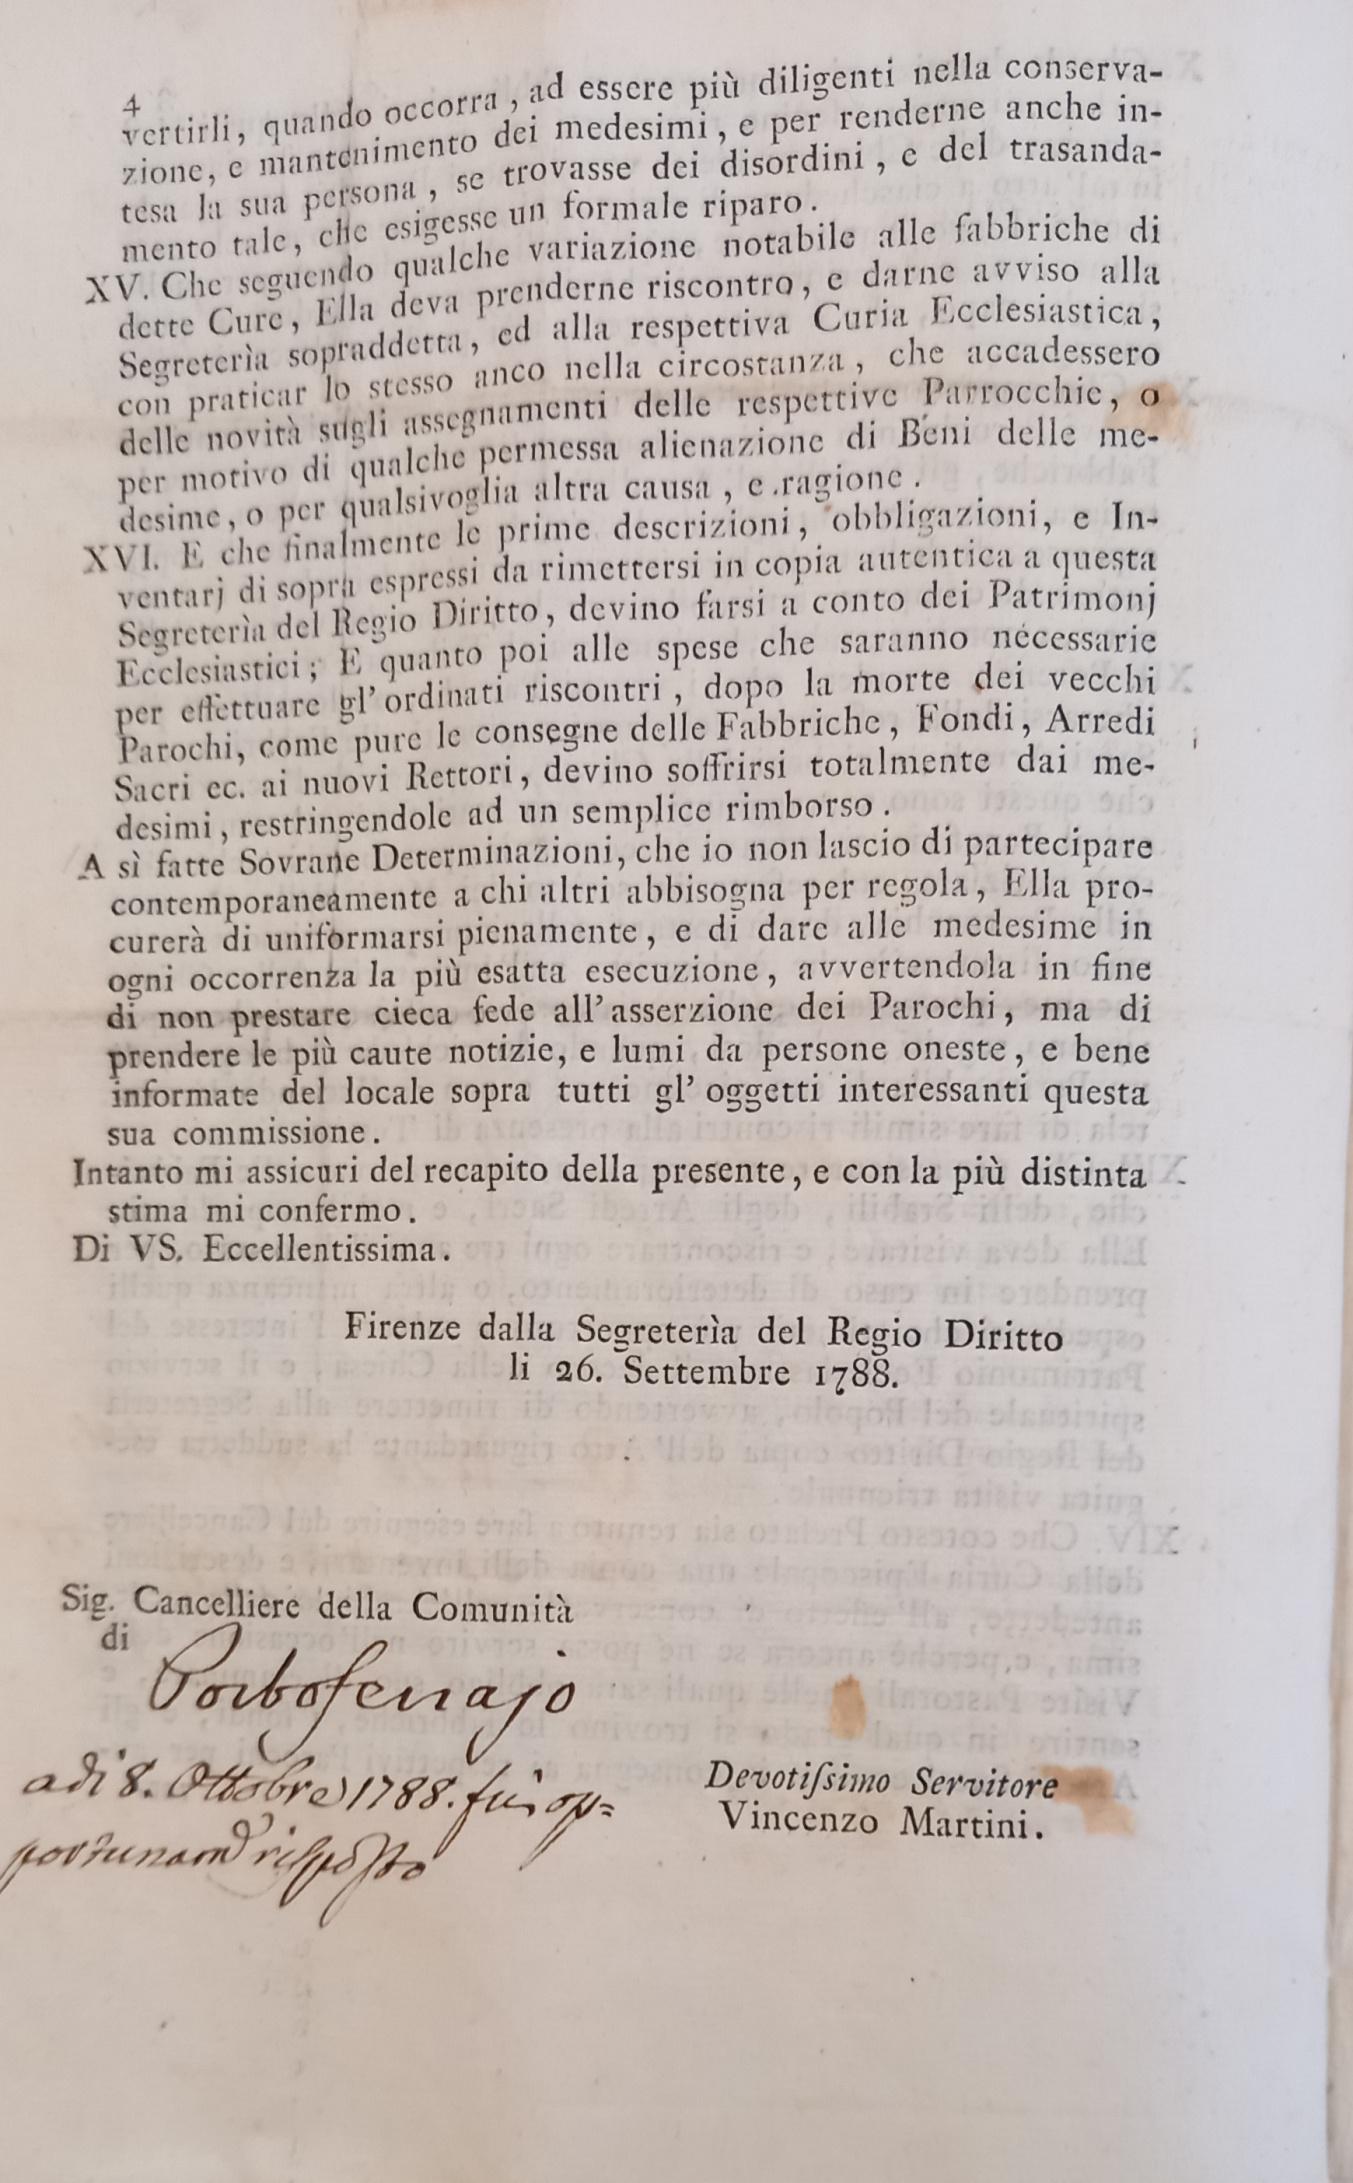 4
vertirli, quando occorra, ad essere più diligenti nella conserva-
zione, e mantenimento dei medesimi, e per renderne anche in-
tesa la sua persona, se trovasse dei disordini, e del trasanda-
mento tale, che esigesse un formale riparo.
XV. Che seguendo qualche variazione notabile alle fabbriche di
dette Cure, Ella deva prenderne riscontro, e darne avviso alla
Segreterìa sopraddetta, ed alla respettiva Curia Ecclesiastica,
con praticar lo stesso anco nella circostanza, che accadessero
delle novità sugli assegnamenti delle respettive Parrocchie, o
per motivo di qualche permessa alienazione di Beni delle me-
desime, o per qualsivoglia altra causa, e ragione.
XVI. E che finalmente le prime descrizioni, obbligazioni, e In-
ventarj di sopra espressi da rimettersi in copia autentica a questa
Segreterìa del Regio Diritto, devino farsi a conto dei Patrimonj
Ecclesiastici; E quanto poi alle spese che saranno necessarie
per effettuare gl' ordinati riscontri, dopo la morte dei vecchi
Parochi, come pure le consegne delle Fabbriche, Fondi, Arredi
Sacri ec. ai nuovi Rettori, devino soffrirsi totalmente dai me-
desimi, restringendole ad un semplice rimborso.
A sì fatte Sovrane Determinazioni, che io non lascio di partecipare
contemporaneamente a chi altri abbisogna per regola, Ella pro-
curerà di uniformarsi pienamente, e di dare alle medesime in
ogni occorrenza la più esatta esecuzione, avvertendola in fine
di non prestare cieca fede all' asserzione dei Parochi, ma di
prendere le più caute notizie, e lumi da persone oneste, e bene
informate del locale sopra tutti gl' oggetti interessanti questa
sua commissione.
Intanto mi assicuri del recapito della presente, e con la più distinta
stima mi confermo.
Di VS. Eccellentissima.
Firenze dalla Segreterìa del Regio Diritto
li 26. Settembre 1788.
Sig. Cancelliere della Comunità
di
Portoferrajo
adì 8. Ottobre 1788. fù op=
portunamte risposto
Devotiſsimo Servitore
Vincenzo Martini.